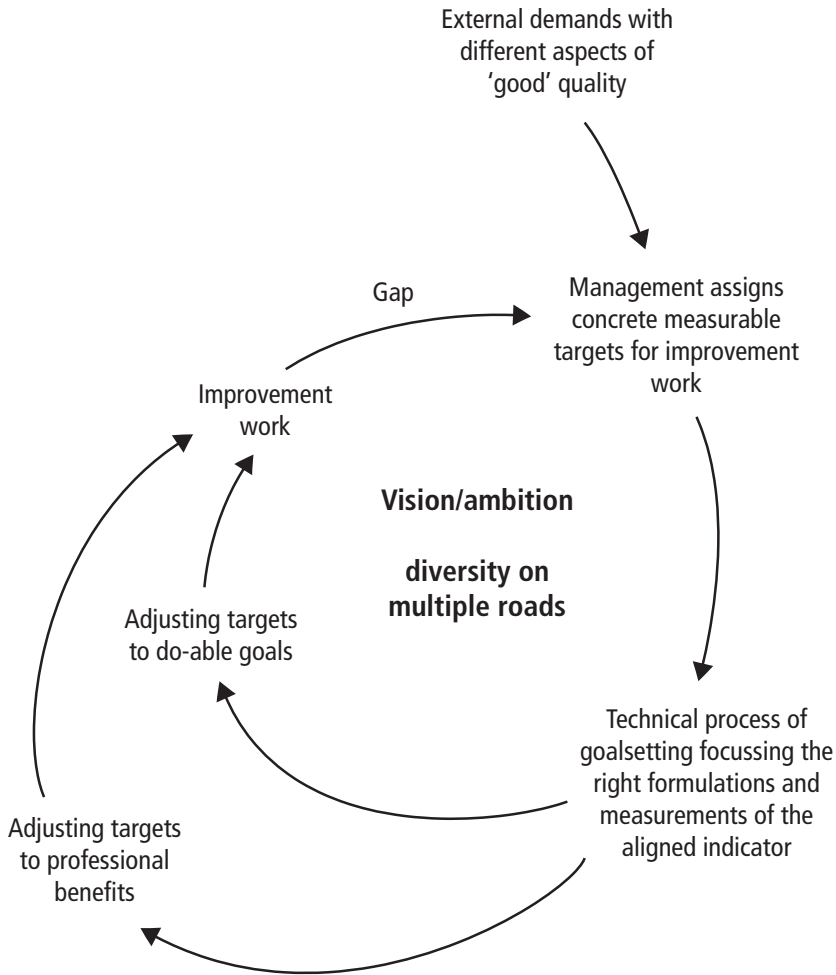 External demands with
different aspects of
‘good’ quality
Gap
Management assigns
concrete measurable
targets for improvement
work
Improvement
work
Vision/ambition
diversity on
multiple roads
Adjusting targets
to do-able goals
Technical process of
goalsetting focussing the
right formulations and
measurements of the
aligned indicator
Adjusting targets
to professional
benefits